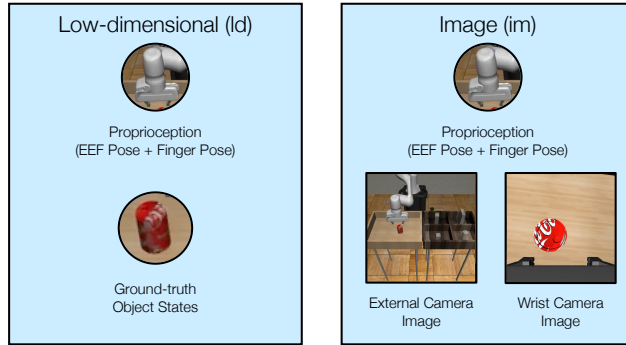 Low-dimensional (ld)
Proprioception
(EEF Pose + Finger Pose)
Ground-truth
Object States
Image (im)
Proprioception
(EEF Pose + Finger Pose)
External Camera
Image
Wrist Camera
Image